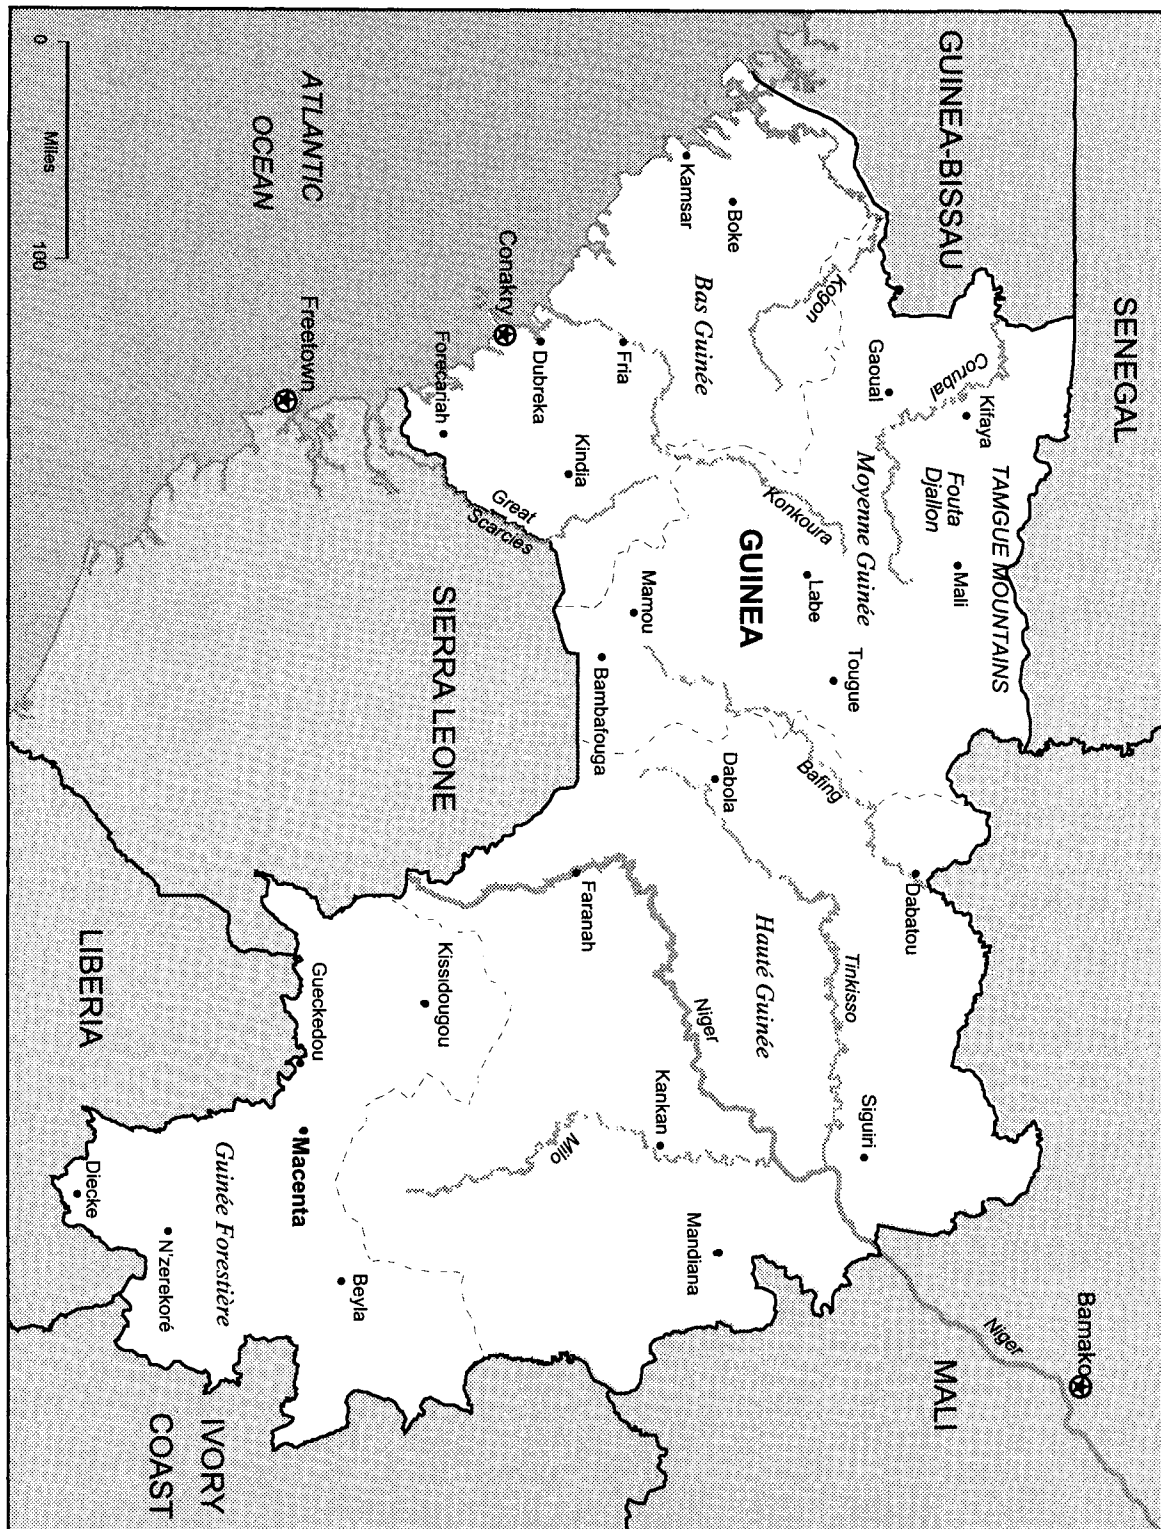 SENEGAL
GUINEA-BISSAU
TAMGUE MOUNTAINS
Corubal
Kifaya
Fouta
Djallon
Mali
Gaoual
Kogon
Moyenne Guinée
Konkoura
Labe
Tougue
GUINEA
Boke
Kamsar
Bas Guinée
Fria
Dubreka
Conakry
Kindia
Forecariah
Great
Scarcies
Mamou
Bambafouga
Bafing
Dabola
Dabatou
Tinkisso
Hauté Guinée
Siguiri
Niger
Faranah
Kankan
Milo
Mandiana
Bamako
Niger
MALI
ATLANTIC
OCEAN
Freetown
SIERRA LEONE
Kissidougou
Gueckedou
LIBERIA
Macenta
Beyla
Guinée Forestière
N'zerekoré
Diecke
IVORY
COAST
0
Miles
100